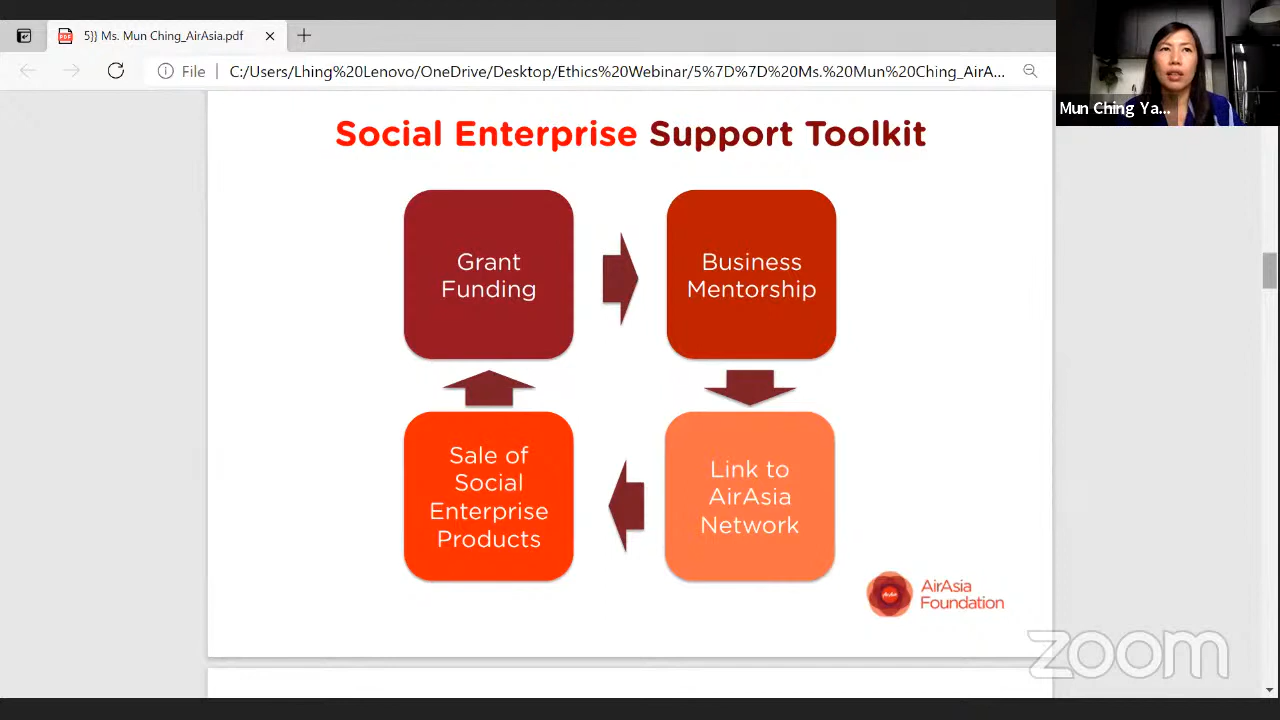 5}} Ms. Mun Ching_AirAsia.pdf
File
C:/Users/Lhing%20Lenovo/OneDrive/Desktop/Ethics%20Webinar/5%7D%7D%20Ms.%20Mun%20Ching_AirA...
Mun Ching Ya...
Social Enterprise Support Toolkit
Grant
Funding
Business
Mentorship
Sale of
Social
Enterprise
Products
Link to
AirAsia
Network
AirAsia
Foundation
zoom